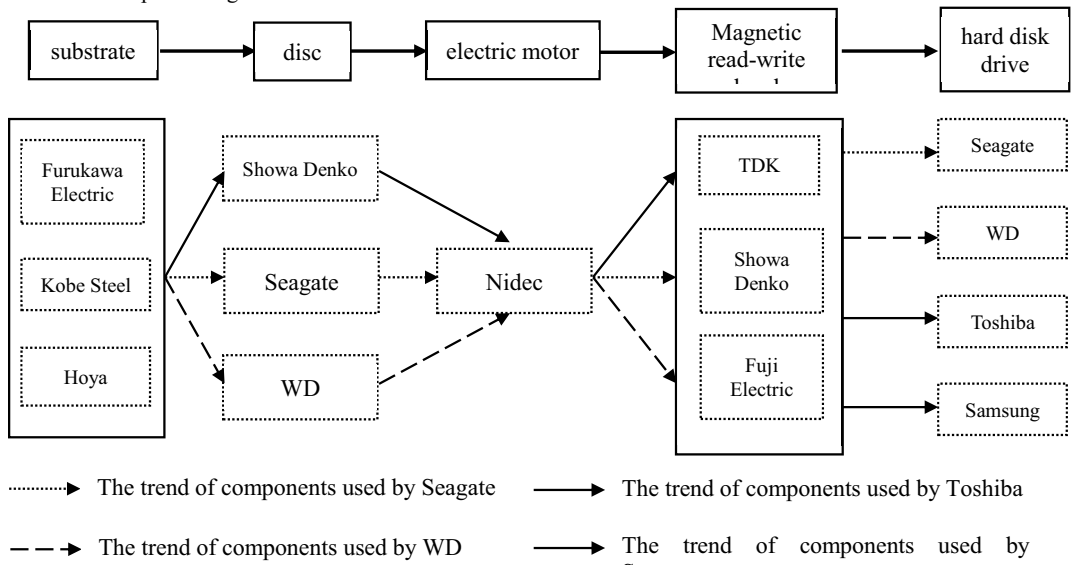 substrate
disc
electric motor
Magnetic
read-write
hard disk
drive
Furukawa
Electric
Kobe Steel
Hoya
Showa Denko
Seagate
WD
Nidec
TDK
Showa
Denko
Fuji
Electric
Seagate
WD
Toshiba
Samsung
The trend of components used by Seagate
The trend of components used by Toshiba
The trend of components used by WD
The trend of components used by